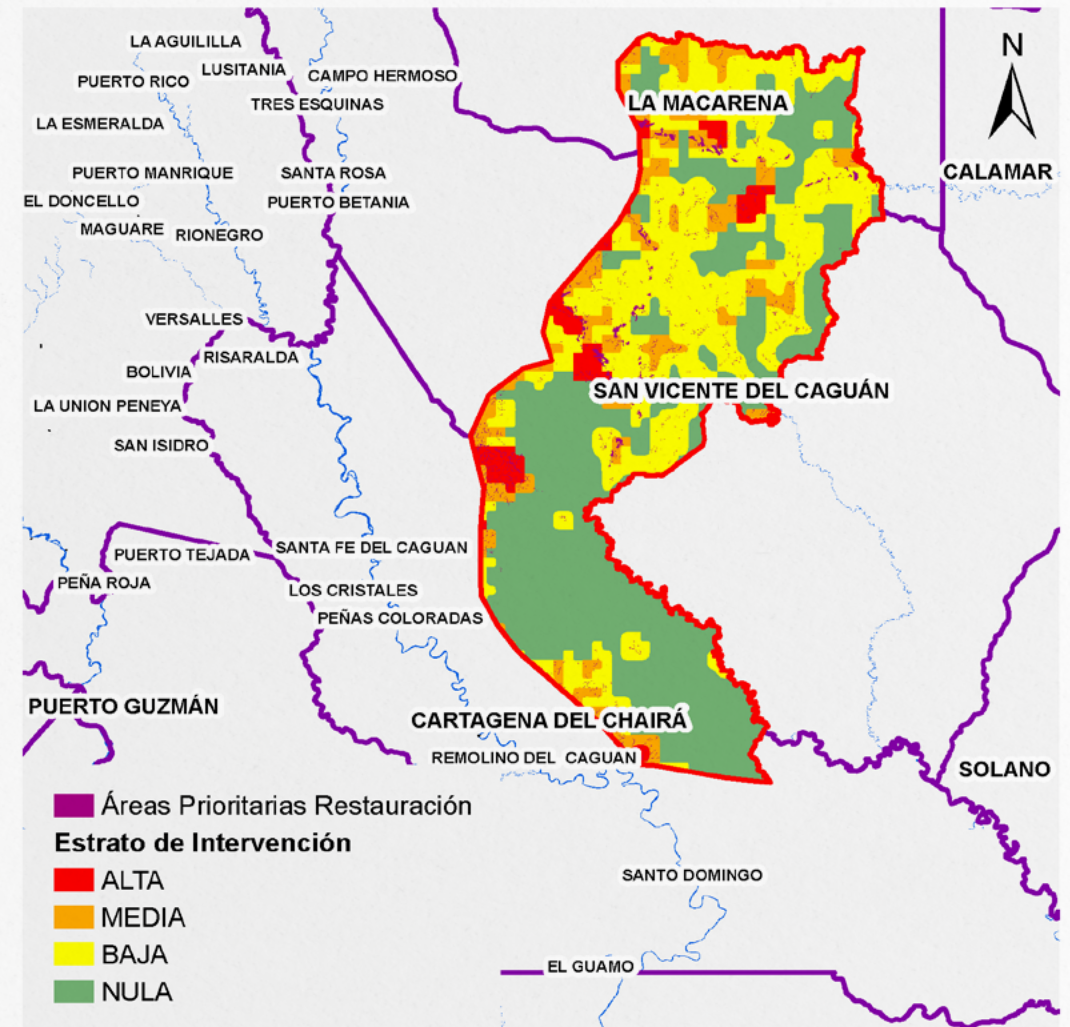 LA AGUILILLA
LUSITANIA
CAMPO HERMOSO
PUERTO RICO
TRES ESQUINAS
LA ESMERALDA
LA MACARENA
N
CALAMAR
PUERTO MANRIQUE
SANTA ROSA
EL DONCELLO
PUERTO BETANIA
MAGUARE
RIONEGRO
VERSALLES
RISARALDA
BOLIVIA
SAN VICENTE DEL CAGUÁN
LA UNION PENEYA
SAN ISIDRO
PUERTO TEJADA
SANTA FE DEL CAGUAN
PEÑA ROJA
LOS CRISTALES
PEÑAS COLORADAS
PUERTO GUZMÁN
CARTAGENA DEL CHAIRÁ
REMOLINO DEL CAGUAN
SOLANO
Áreas Prioritarias Restauración
Estrato de Intervención
ALTA
MEDIA
BAJA
NULA
SANTO DOMINGO
EL GUAMO